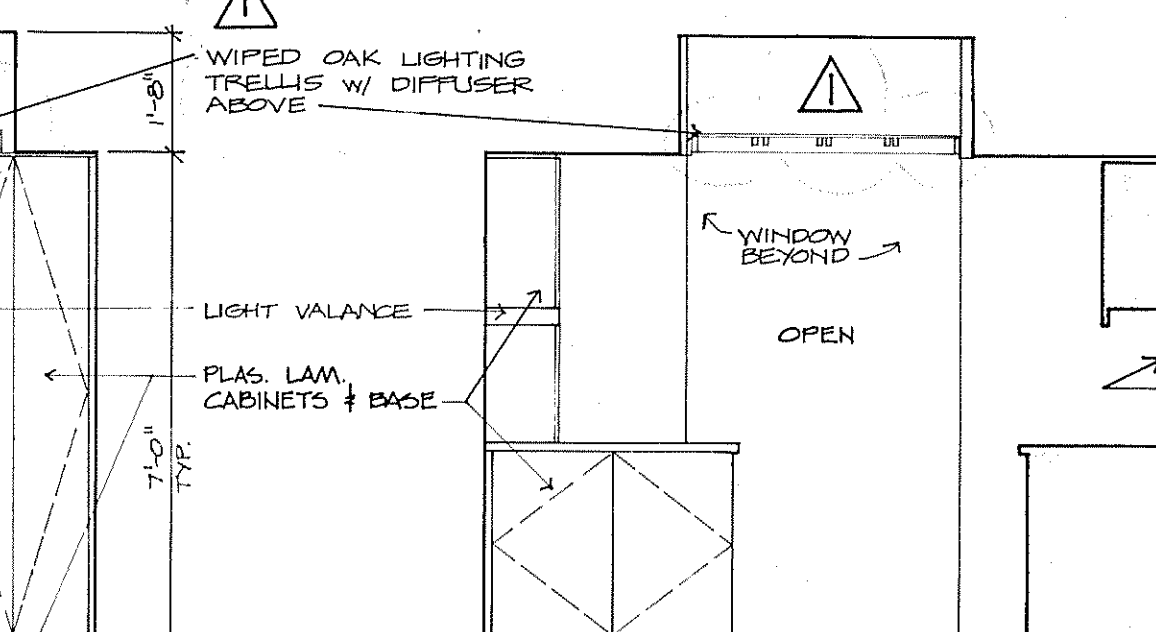 1
WIPED OAK LIGHTING
TRELLIS W/ DIFFUSER
ABOVE
1'-8"
1
WINDOW
BEYOND
LIGHT VALANCE
OPEN
PLAS. LAM.
CABINETS & BASE
7'-0"
TYP.